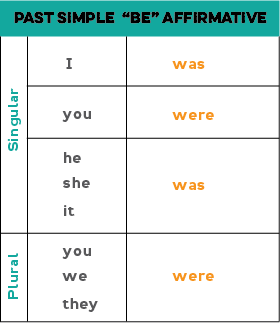 PAST SIMPLE “BE” AFFIRMATIVE
Singular
I was
you were
he
she was
it
Plural
you
we were
they